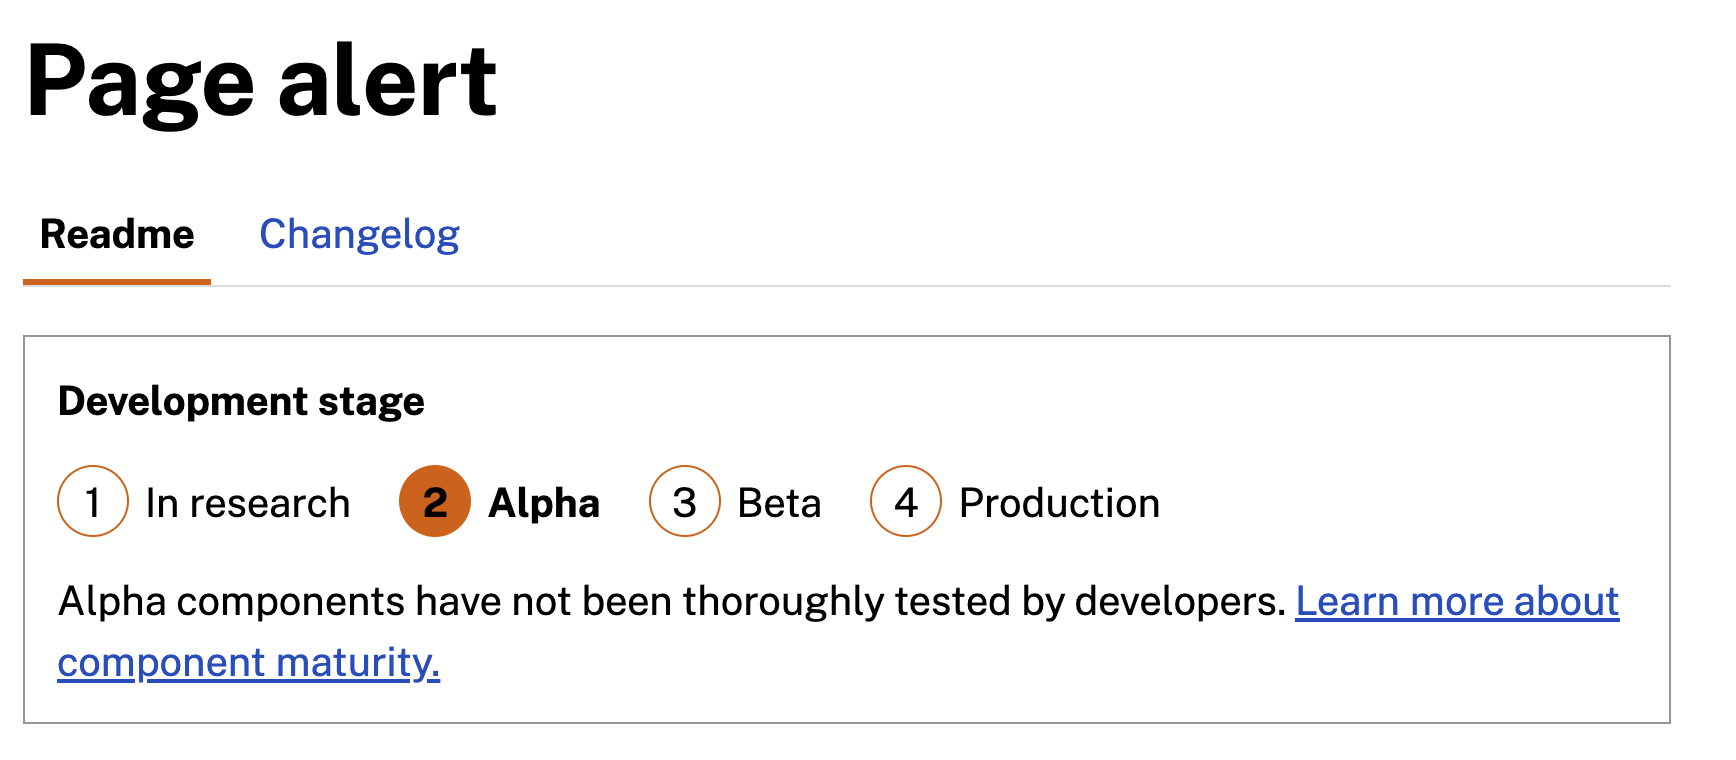 Page alert
Readme Changelog
Development stage
1 In research 2 Alpha 3 Beta 4 Production
Alpha components have not been thoroughly tested by developers. Learn more about
component maturity.